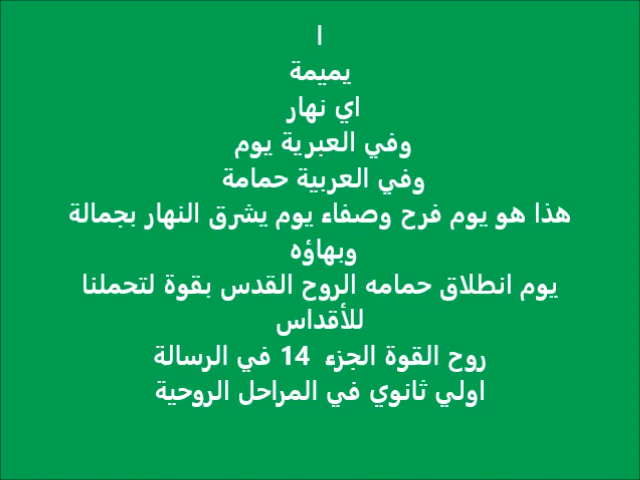 ا
يميمة
اي نهار
وفي العبرية يوم
وفي العربية حمامة
هذا هو يوم فرح وصفاء يوم يشرق النهار بجمالة
وبهاؤه
يوم انطلاق حمامه الروح القدس بقوة لتحملنا
للأقداس
روح القوة الجزء 14 في الرسالة
اولي ثانوي في المراحل الروحية